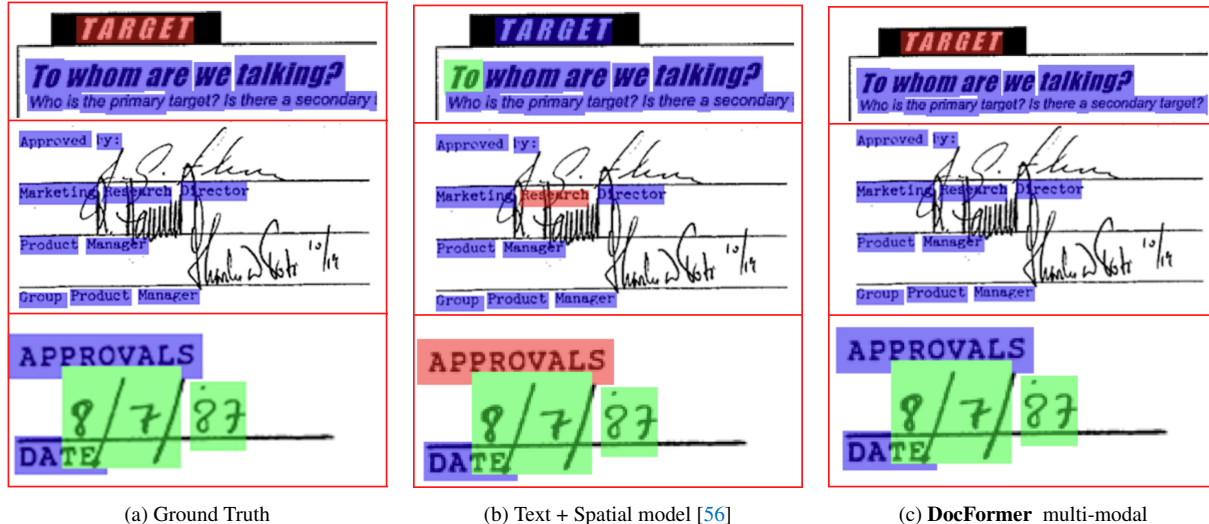 TARGET
To whom are we talking?
Who is the primary target? Is there a secondary
Approved by:
Marketing Research Director
Product Manager
10/19
Group Product Manager
APPROVALS
8/7/87
DATE
(a) Ground Truth
TARGET
To whom are we talking?
Who is the primary target? Is there a secondary
Approved by:
Marketing Research Director
Product Manager
10/19
Group Product Manager
APPROVALS
8/7/87
DATE
(b) Text + Spatial model [56]
TARGET
To whom are we talking?
Who is the primary target? Is there a secondary target?
Approved by:
Marketing Research Director
Product Manager
10/19
Group Product Manager
APPROVALS
8/7/87
DATE
(c) DocFormer multi-modal